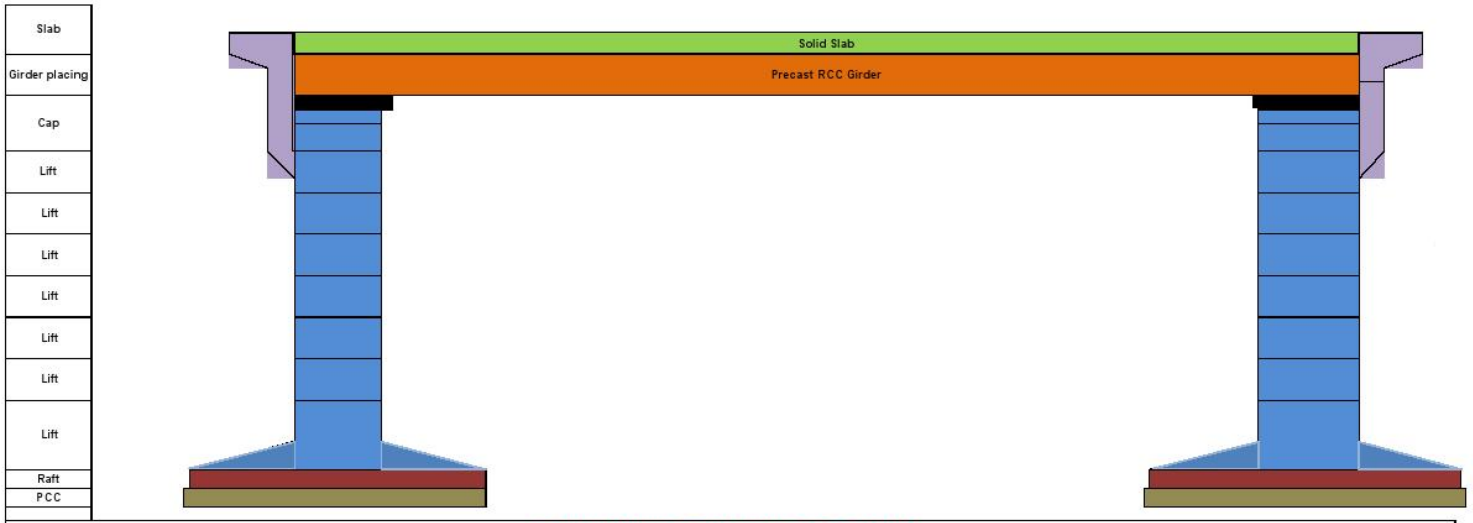 Slab
Solid Slab
Girder placing
Precast RCC Girder
Cap
Lift
Lift
Lift
Lift
Lift
Lift
Lift
Raft
PCC